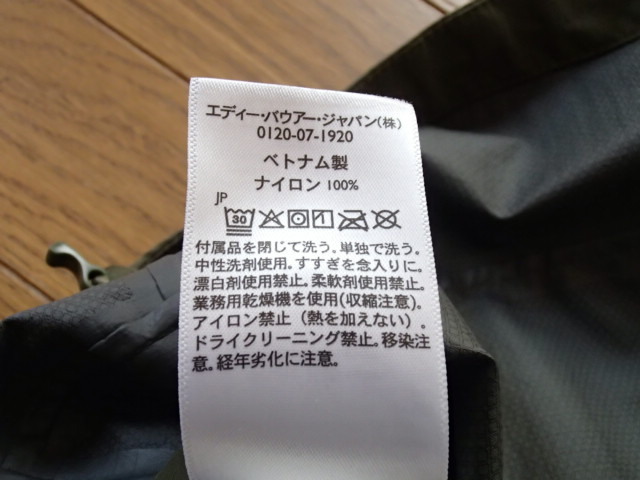 エディー・バウアー・ジャパン(株)
0120-07-1920
ベトナム製
ナイロン 100%
JP
30
付属品を閉じて洗う、単独で洗う。
中性洗剤使用。すすぎを念入りに。
漂白剤使用禁止。柔軟剤使用禁止。
業務用乾燥機を使用(収縮注意)。
アイロン禁止（熱を加えない）。
ドライクリーニング禁止。移染注
意。経年劣化に注意。